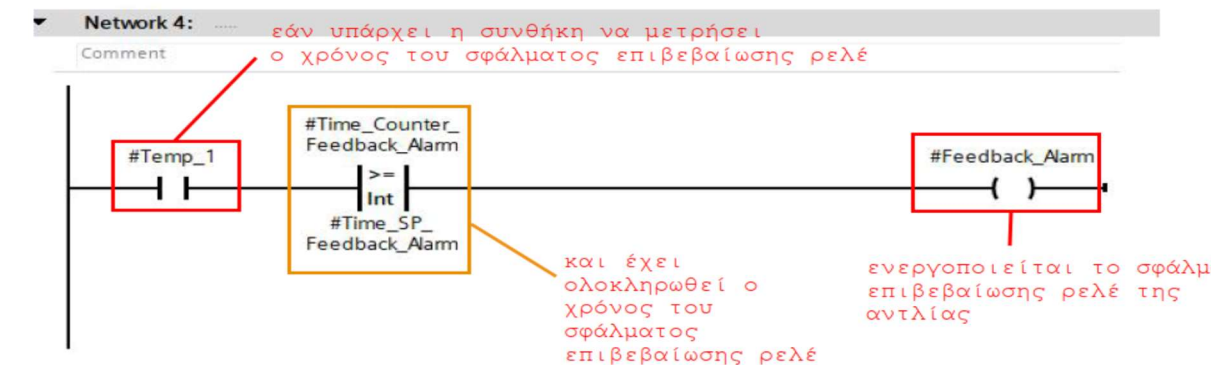 Network 4: .....
εάν υπάρχει η συνθήκη να μετρήσει
Comment
ο χρόνος του σφάλματος επιβεβαίωσης ρελέ
#Temp_1
#Time_Counter_
Feedback_Alarm
>=
Int
#Time_SP_
Feedback_Alarm
#Feedback_Alarm
και έχει
ολοκληρωθεί ο
χρόνος του
σφάλματος
επιβεβαίωσης ρελέ
ενεργοποιείται το σφάλμ
επιβεβαίωσης ρελέ της
αντλίας